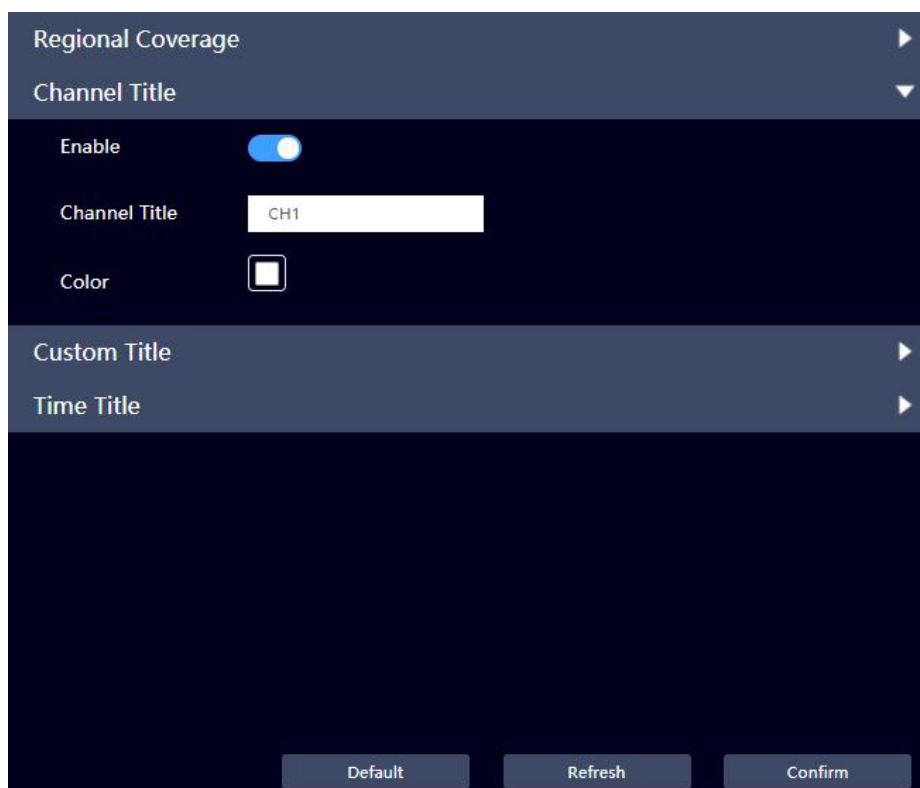 Regional Coverage
Channel Title
Enable
Channel Title CH1
Color
Custom Title
Time Title
Default Refresh Confirm